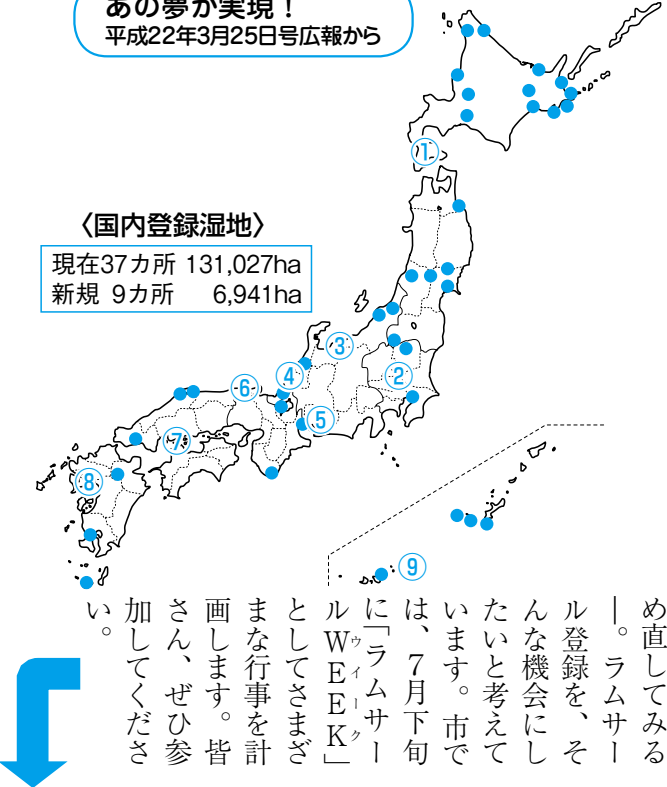 あの夢が実現！
平成22年3月25日号広報から
〈国内登録湿地〉
現在37カ所 131,027ha
新規 9カ所 6,941ha
①
②
③
④
⑤
⑥
⑦
⑧
⑨
め直してみる
―。ラムサー
ル登録を、そ
んな機会にし
たいと考えて
います。市で
は、7月下旬
に「ラムサー
ルWEEK」
ウイーク
としてさまざ
まな行事を計
画します。皆
さん、ぜひ参
加してくださ
い。